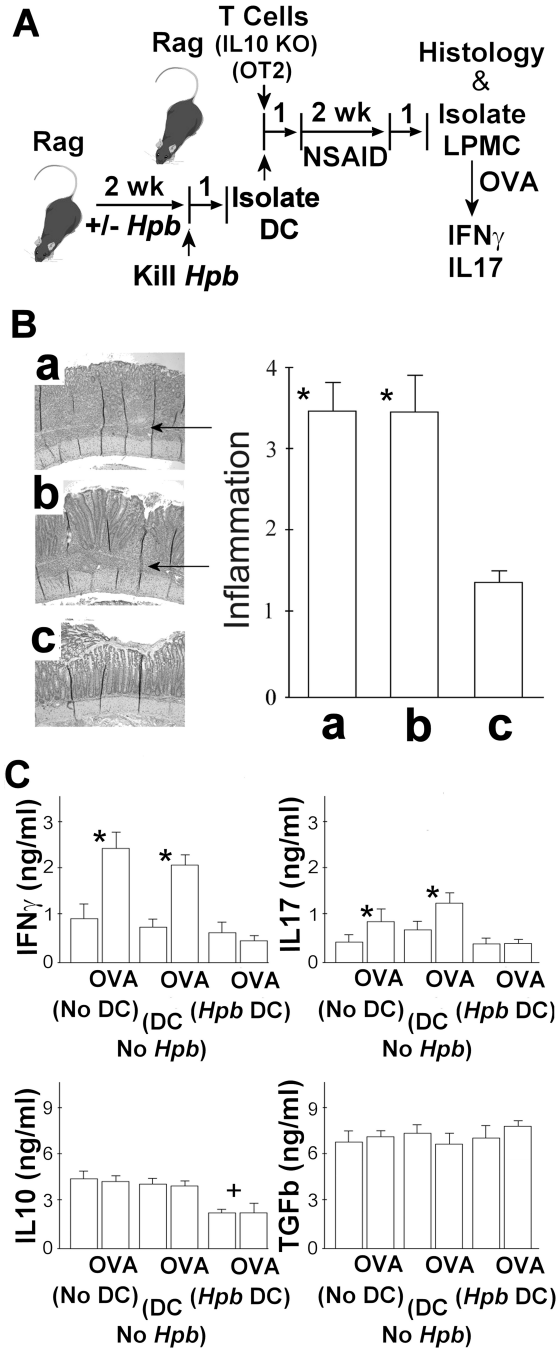 A
Rag
2 wk
+/- Hpb
Kill Hpb
1
Isolate
DC
Rag
T Cells
(IL10 KO)
(OT2)
1
2 wk
NSAID
1
Histology
&
Isolate
LPMC
OVA
IFNγ
IL17
B
a
b
c
Inflammation
4
3
2
1
0
*
*
a
b
c
C
IFNγ (ng/ml)
3
2
1
0
*
*
OVA
OVA
OVA
(No DC)
(DC
No Hpb)
(Hpb DC)
IL17 (ng/ml)
3
2
1
0
*
*
OVA
OVA
OVA
(No DC)
(DC
No Hpb)
(Hpb DC)
IL10 (ng/ml)
9
6
3
0
+
OVA
OVA
OVA
(No DC)
(DC
No Hpb)
(Hpb DC)
TGFb (ng/ml)
9
6
3
0
OVA
OVA
OVA
(No DC)
(DC
No Hpb)
(Hpb DC)